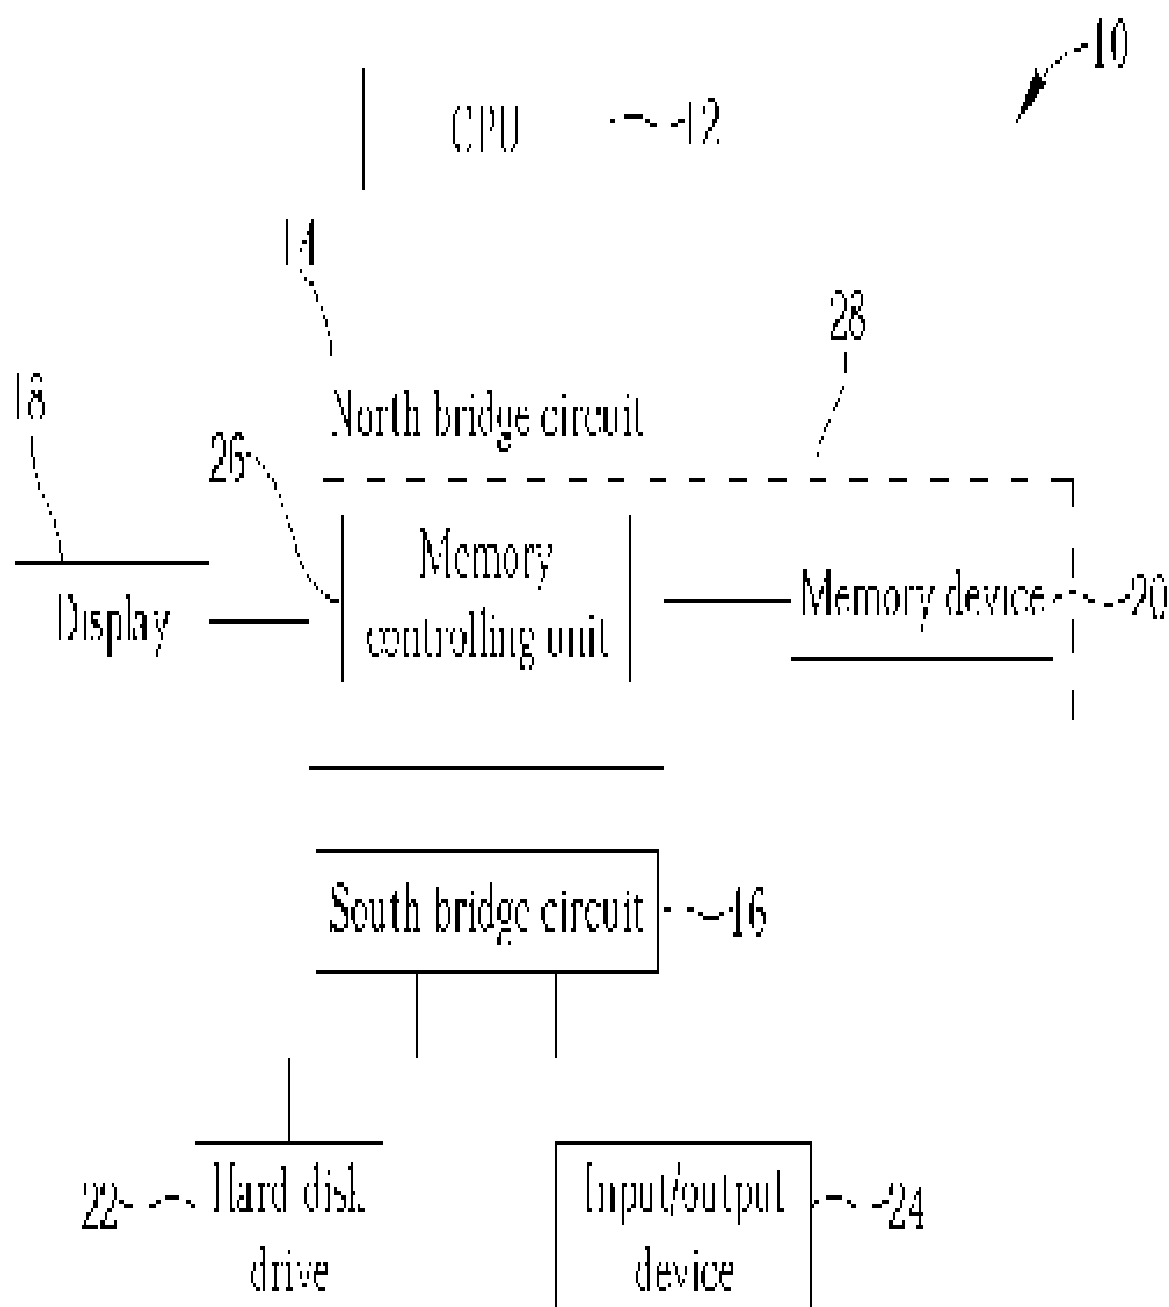 10
CPU
12
14
28
North bridge circuit
18
26
Memory
controlling unit
Memory device
20
Display
South bridge circuit
16
22
Hard disk
drive
Input/output
device
24